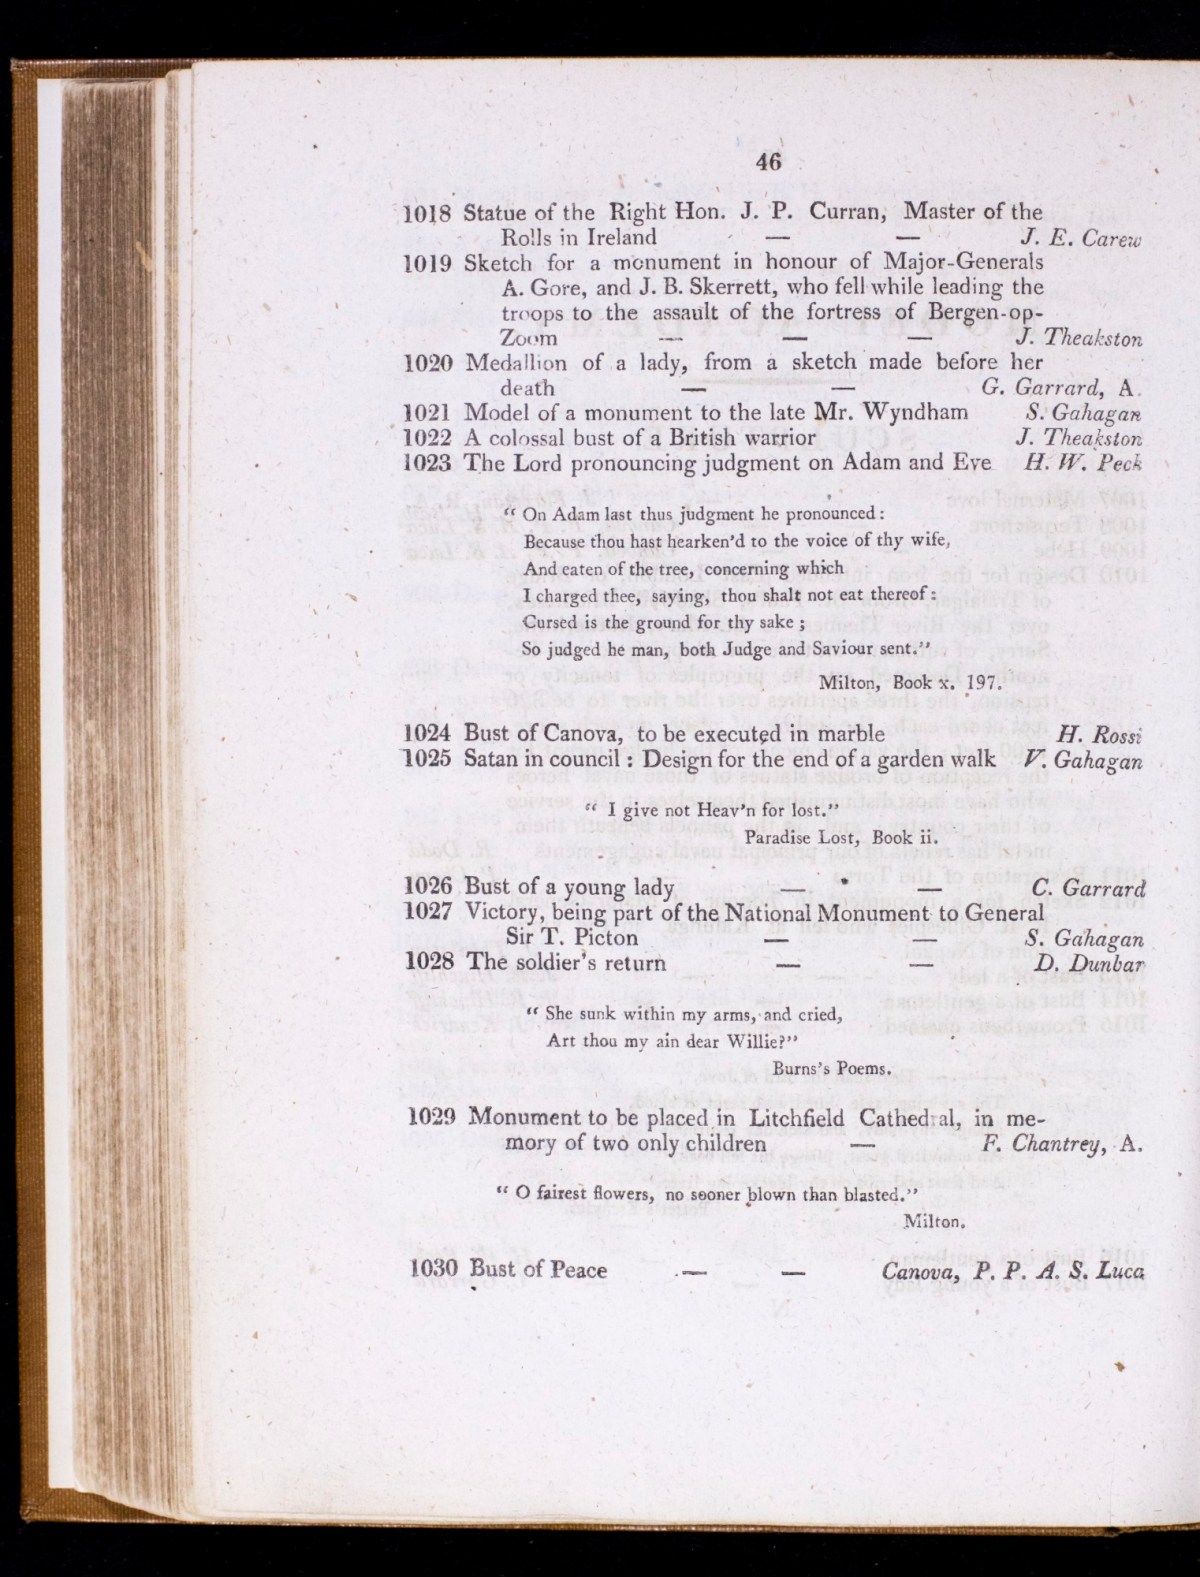 46
1018 Statue of the Right Hon. J. P. Curran, Master of the
Rolls in Ireland — — J. E. Carew
1019 Sketch for a monument in honour of Major-Generals
A. Gore, and J. B. Skerrett, who fell while leading the
troops to the assault of the fortress of Bergen-op-
Zoom — — — J. Theakston
1020 Medallion of a lady, from a sketch made before her
death — — G. Garrard, A.
1021 Model of a monument to the late Mr. Wyndham S. Gahagan
1022 A colossal bust of a British warrior J. Theakston
1023 The Lord pronouncing judgment on Adam and Eve H. W. Peck
“ On Adam last thus judgment he pronounced:
Because thou hast hearken’d to the voice of thy wife,
And eaten of the tree, concerning which
I charged thee, saying, thou shalt not eat thereof:
Cursed is the ground for thy sake;
So judged he man, both Judge and Saviour sent.”
Milton, Book x. 197.
1024 Bust of Canova, to be executed in marble H. Rossi
1025 Satan in council: Design for the end of a garden walk V. Gahagan
“ I give not Heav’n for lost.”
Paradise Lost, Book ii.
1026 Bust of a young lady — — C. Garrard
1027 Victory, being part of the National Monument to General
Sir T. Picton — — S. Gahagan
1028 The soldier’s return — — D. Dunbar
“ She sunk within my arms, and cried,
Art thou my ain dear Willie?”
Burns’s Poems.
1029 Monument to be placed in Litchfield Cathedral, in me-
mory of two only children — F. Chantrey, A.
“ O fairest flowers, no sooner blown than blasted.”
Milton.
1030 Bust of Peace — — Canova, P. P. A. S. Luca